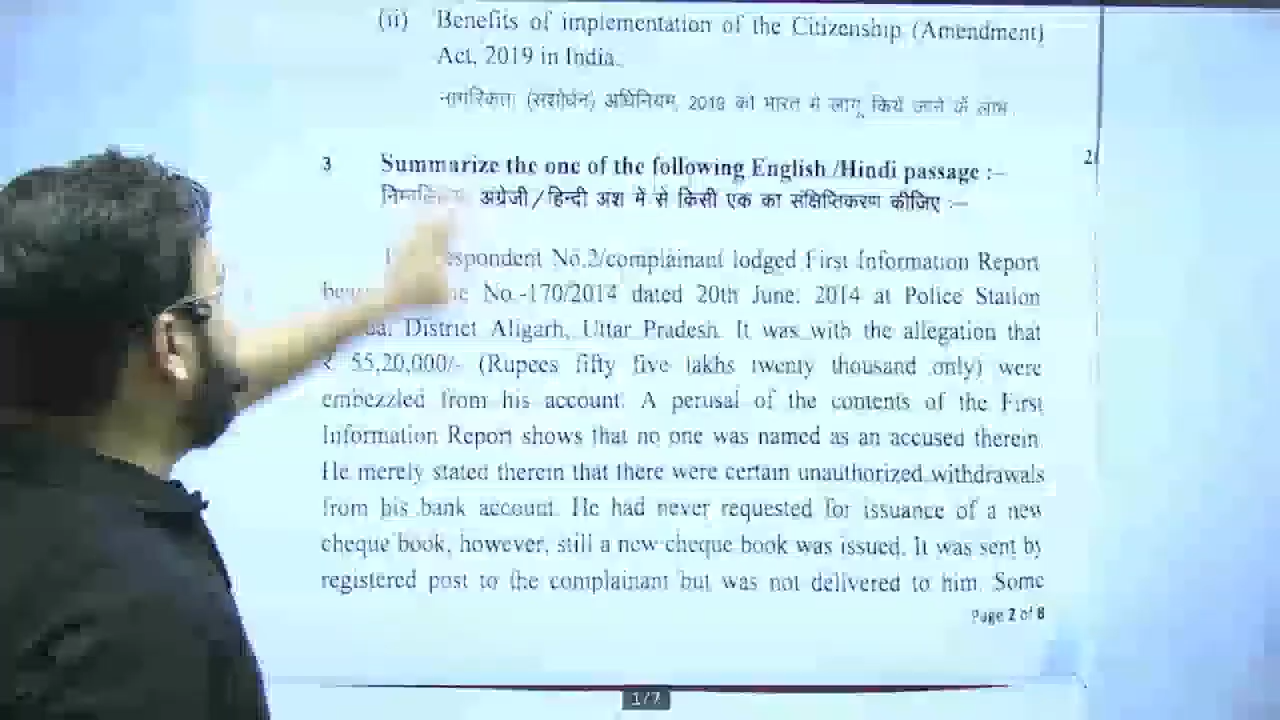 (ii) Benefits of implementation of the Citizenship (Amendment)
Act, 2019 in India.
नागरिकता (संशोधन) अधिनियम, 2019 को भारत में लागू किये जाने के लाभ
3 Summarize the one of the following English /Hindi passage :-
2
अंग्रेजी / हिन्दी अंश में से किसी एक का संक्षिप्तिकरण कीजिए :-
No.2/complainant lodged First Information Report
No.-170/2014 dated 20th June, 2014 at Police Station
District Aligarh, Uttar Pradesh. It was with the allegation that
₹ 55,20,000/- (Rupees fifty five lakhs twenty thousand only) were
embezzled from his account. A perusal of the contents of the First
Information Report shows that no one was named as an accused therein.
He merely stated therein that there were certain unauthorized withdrawals
from his bank account. He had never requested for issuance of a new
cheque book, however, still a new cheque book was issued. It was sent by
registered post to the complainant but was not delivered to him. Some
Page 2 of 8
1/7